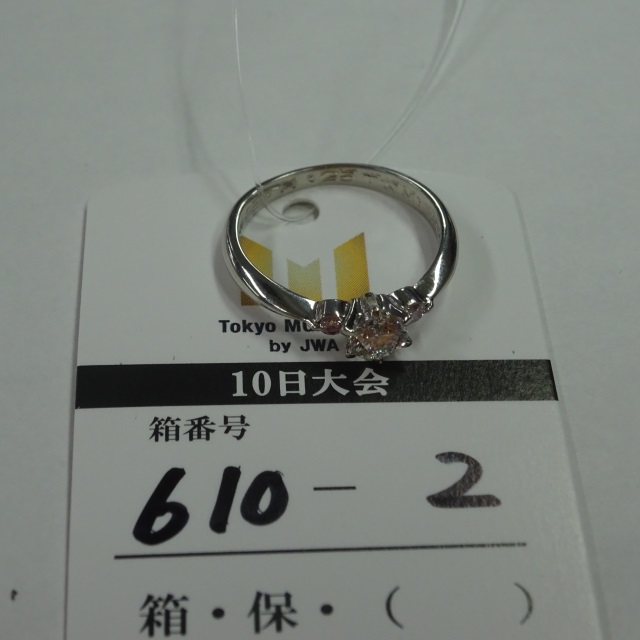 Tokyo
by JWA
10日大会
箱番号
610-2
箱・保・（　）